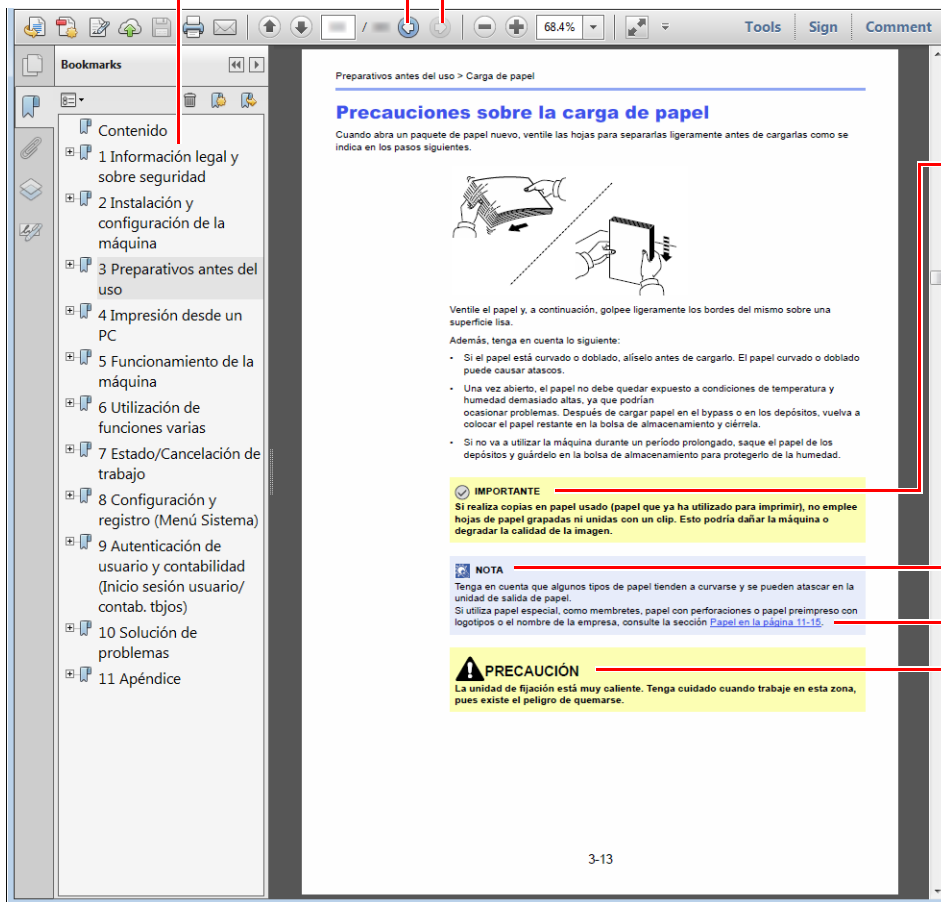 /
68.4%
Tools
Sign
Comment
Bookmarks
Contenido
1 Información legal y
sobre seguridad
2 Instalación y
configuración de la
máquina
3 Preparativos antes del
uso
4 Impresión desde un
PC
5 Funcionamiento de la
máquina
6 Utilización de
funciones varias
7 Estado/Cancelación de
trabajo
8 Configuración y
registro (Menú Sistema)
9 Autenticación de
usuario y contabilidad
(Inicio sesión usuario/
contab. tbjos)
10 Solución de
problemas
11 Apéndice
Preparativos antes del uso > Carga de papel
Precauciones sobre la carga de papel
Cuando abra un paquete de papel nuevo, ventile las hojas para separarlas ligeramente antes de cargarlas como se
indica en los pasos siguientes.
Ventile el papel y, a continuación, golpee ligeramente los bordes del mismo sobre una
superficie lisa.
Además, tenga en cuenta lo siguiente:
• Si el papel está curvado o doblado, alíselo antes de cargarlo. El papel curvado o doblado
puede causar atascos.
• Una vez abierto, el papel no debe quedar expuesto a condiciones de temperatura y
humedad demasiado altas, ya que podrían
ocasionar problemas. Después de cargar papel en el bypass o en los depósitos, vuelva a
colocar el papel restante en la bolsa de almacenamiento y ciérrela.
• Si no va a utilizar la máquina durante un período prolongado, saque el papel de los
depósitos y guárdelo en la bolsa de almacenamiento para protegerlo de la humedad.
IMPORTANTE
Si realiza copias en papel usado (papel que ya ha utilizado para imprimir), no emplee
hojas de papel grapadas ni unidas con un clip. Esto podría dañar la máquina o
degradar la calidad de la imagen.
NOTA
Tenga en cuenta que algunos tipos de papel tienden a curvarse y se pueden atascar en la
unidad de salida de papel.
Si utiliza papel especial, como membretes, papel con perforaciones o papel preimpreso con
logotipos o el nombre de la empresa, consulte la sección Papel en la página 11-15.
PRECAUCIÓN
La unidad de fijación está muy caliente. Tenga cuidado cuando trabaje en esta zona,
pues existe el peligro de quemarse.
3-13